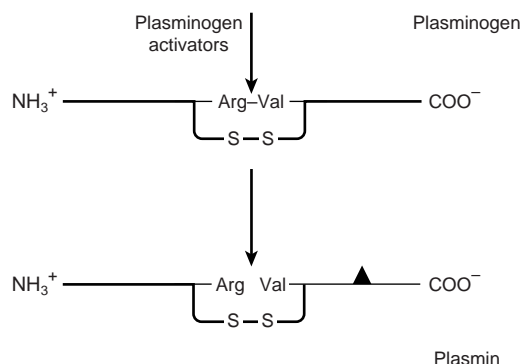 Plasminogen activators
Plasminogen
NH₃⁺ Arg–Val COO⁻
S S
NH₃⁺ Arg Val COO⁻
S S
Plasmin